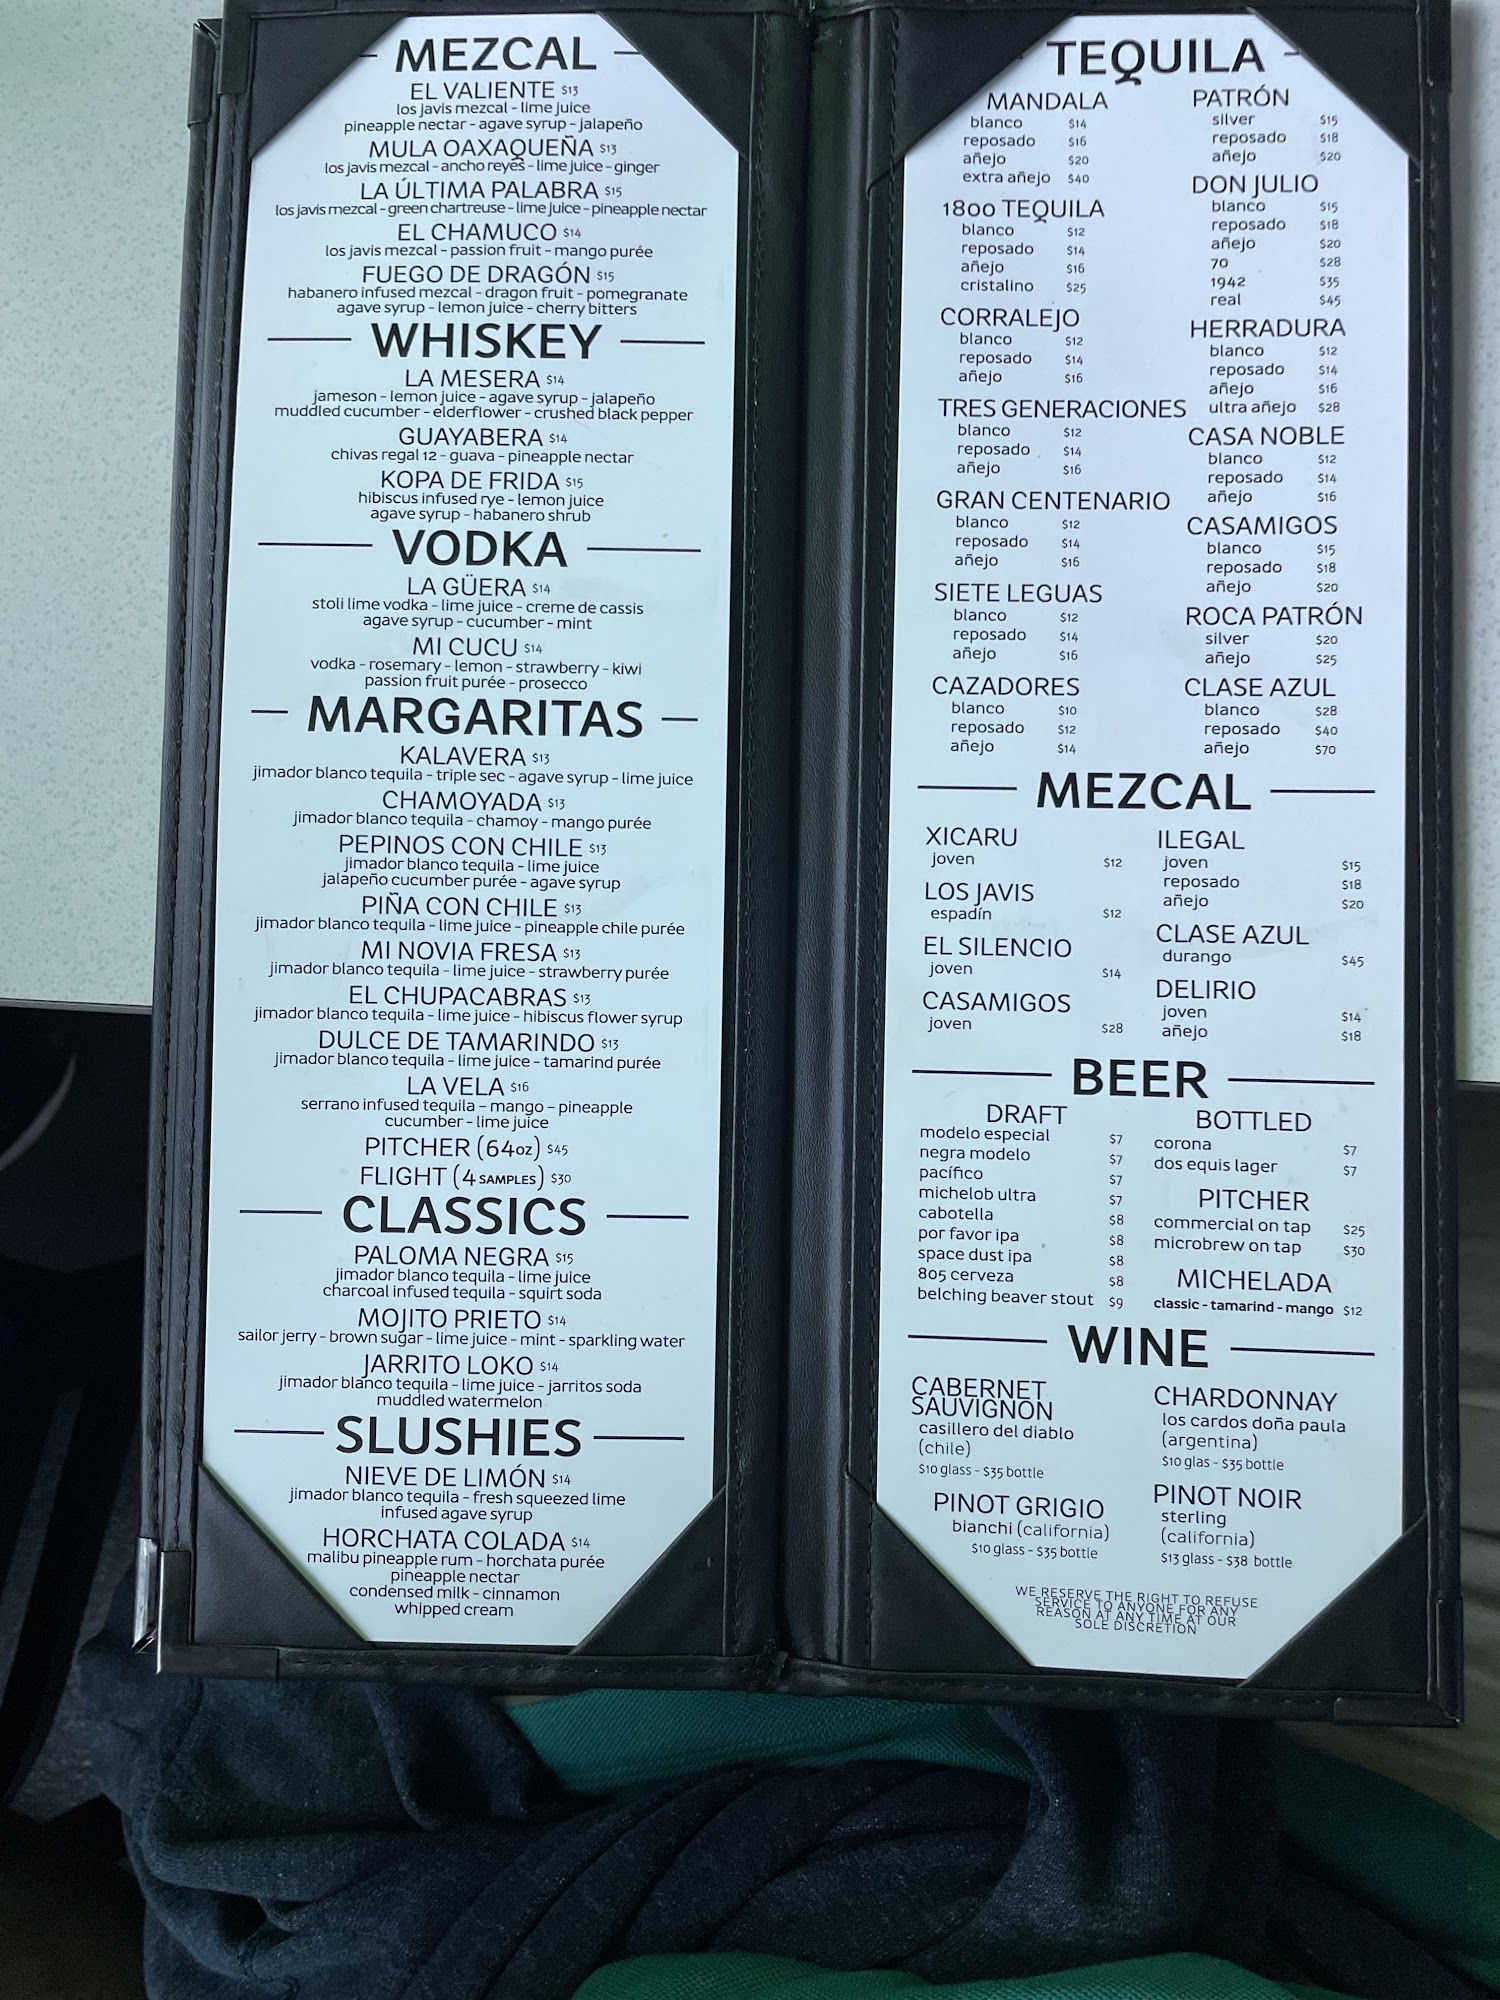 MEZCAL
EL VALIENTE $13
los javis mezcal - lime juice
pineapple nectar - agave syrup - jalapeño
MULA OAXAQUEÑA $13
los javis mezcal - ancho reyes - lime juice - ginger
LA ÚLTIMA PALABRA $15
los javis mezcal - green chartreuse - lime juice - pineapple nectar
EL CHAMUCO $14
los javis mezcal - passion fruit - mango purée
FUEGO DE DRAGÓN $15
habanero infused mezcal - dragon fruit - pomegranate
agave syrup - lemon juice - cherry bitters
WHISKEY
LA MESERA $14
jameson - lemon juice - agave syrup - jalapeño
muddled cucumber - elderflower - crushed black pepper
GUAYABERA $14
chivas regal 12 - guava - pineapple nectar
KOPA DE FRIDA $15
hibiscus infused rye - lemon juice
agave syrup - habanero shrub
VODKA
LA GÜERA $14
stoli lime vodka - lime juice - creme de cassis
agave syrup - cucumber - mint
MI CUCU $14
vodka - rosemary - lemon - strawberry - kiwi
passion fruit purée - prosecco
MARGARITAS
KALAVERA $13
jimador blanco tequila - triple sec - agave syrup - lime juice
CHAMOYADA $13
jimador blanco tequila - chamoy - mango purée
PEPINOS CON CHILE $13
jimador blanco tequila - lime juice
jalapeño cucumber purée - agave syrup
PIÑA CON CHILE $13
jimador blanco tequila - lime juice - pineapple chile purée
MI NOVIA FRESA $13
jimador blanco tequila - lime juice - strawberry purée
EL CHUPACABRAS $13
jimador blanco tequila - lime juice - hibiscus flower syrup
DULCE DE TAMARINDO $13
jimador blanco tequila - lime juice - tamarind purée
LA VELA $16
serrano infused tequila - mango - pineapple
cucumber - lime juice
PITCHER (64oz) $45
FLIGHT (4 SAMPLES) $30
CLASSICS
PALOMA NEGRA $15
jimador blanco tequila - lime juice
charcoal infused tequila - squirt soda
MOJITO PRIETO $14
sailor jerry - brown sugar - lime juice - mint - sparkling water
JARRITO LOKO $14
jimador blanco tequila - lime juice - jarritos soda
muddled watermelon
SLUSHIES
NIEVE DE LIMÓN $14
jimador blanco tequila - fresh squeezed lime
infused agave syrup
HORCHATA COLADA $14
malibu pineapple rum - horchata purée
pineapple nectar
condensed milk - cinnamon
whipped cream
TEQUILA
MANDALA
blanco $14
reposado $16
añejo $20
extra añejo $40
1800 TEQUILA
blanco $12
reposado $14
añejo $16
cristalino $25
CORRALEJO
blanco $12
reposado $14
añejo $16
TRES GENERACIONES
blanco $12
reposado $14
añejo $16
GRAN CENTENARIO
blanco $12
reposado $14
añejo $16
SIETE LEGUAS
blanco $12
reposado $14
añejo $16
CAZADORES
blanco $10
reposado $12
añejo $14
PATRÓN
silver $15
reposado $18
añejo $20
DON JULIO
blanco $15
reposado $18
añejo $20
70 $28
1942 $35
real $45
HERRADURA
blanco $12
reposado $14
añejo $16
ultra añejo $28
CASA NOBLE
blanco $12
reposado $14
añejo $16
CASAMIGOS
blanco $15
reposado $18
añejo $20
ROCA PATRÓN
silver $20
añejo $25
CLASE AZUL
blanco $28
reposado $40
añejo $70
MEZCAL
XICARU
joven $12
LOS JAVIS
espadín $12
EL SILENCIO
joven $14
CASAMIGOS
joven $28
ILEGAL
joven $15
reposado $18
añejo $20
CLASE AZUL
durango $45
DELIRIO
joven $14
añejo $18
BEER
DRAFT
modelo especial $7
negra modelo $7
pacífico $7
michelob ultra $7
cabotella $8
por favor ipa $8
space dust ipa $8
805 cerveza $8
belching beaver stout $9
BOTTLED
corona $7
dos equis lager $7
PITCHER
commercial on tap $25
microbrew on tap $30
MICHELADA
classic - tamarind - mango $12
WINE
CABERNET
SAUVIGNON
casillero del diablo
(chile)
$10 glass - $35 bottle
PINOT GRIGIO
bianchi (california)
$10 glass - $35 bottle
CHARDONNAY
los cardos doña paula
(argentina)
$10 glas - $35 bottle
PINOT NOIR
sterling
(california)
$13 glass - $38 bottle
WE RESERVE THE RIGHT TO REFUSE
SERVICE TO ANYONE FOR ANY
REASON AT ANY TIME AT OUR
SOLE DISCRETION